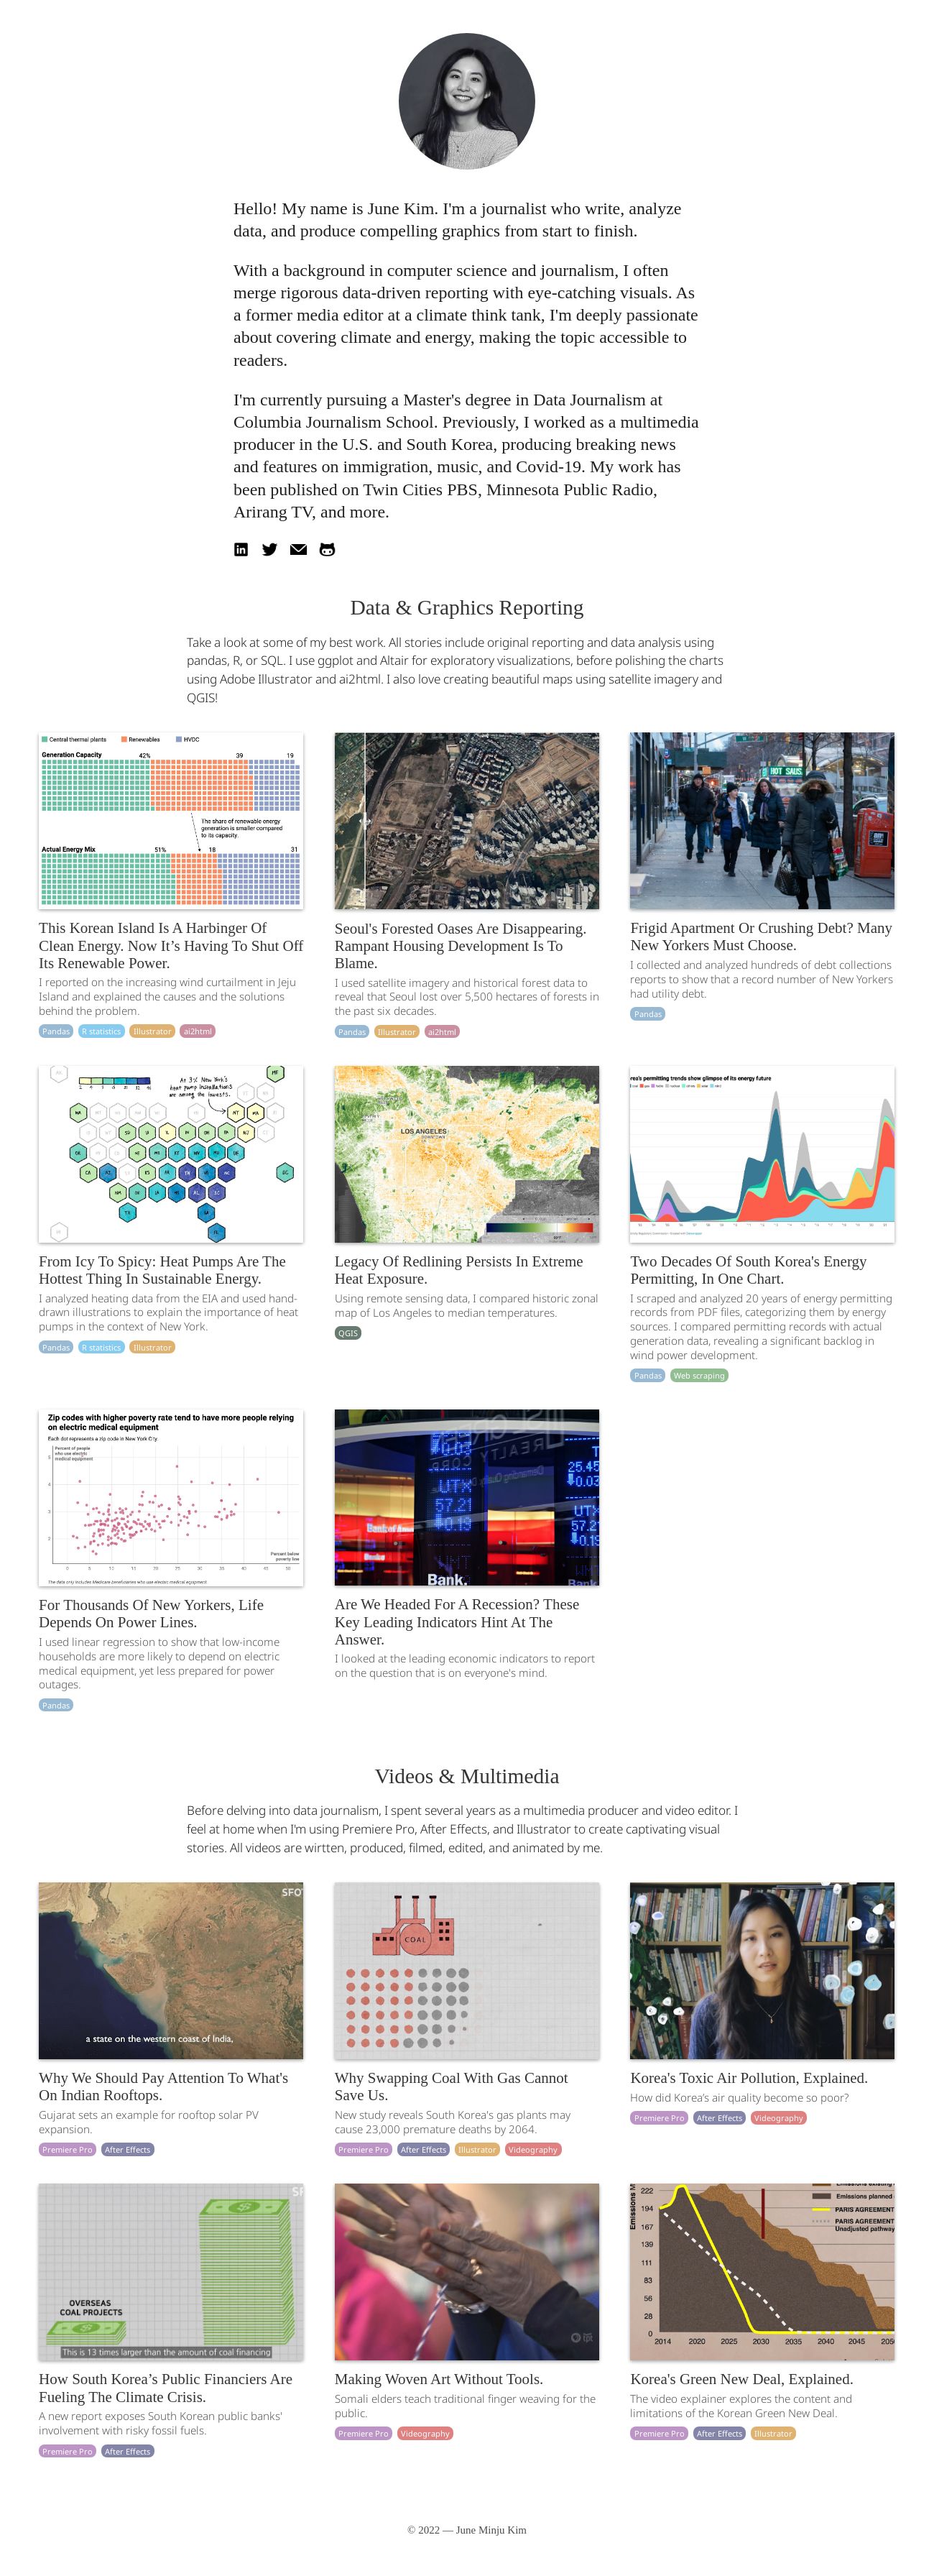 Hello! My name is June Kim. I'm a journalist who write, analyze
data, and produce compelling graphics from start to finish.
With a background in computer science and journalism, I often
merge rigorous data-driven reporting with eye-catching visuals. As
a former media editor at a climate think tank, I'm deeply passionate
about covering climate and energy, making the topic accessible to
readers.
I'm currently pursuing a Master's degree in Data Journalism at
Columbia Journalism School. Previously, I worked as a multimedia
producer in the U.S. and South Korea, producing breaking news
and features on immigration, music, and Covid-19. My work has
been published on Twin Cities PBS, Minnesota Public Radio,
Arirang TV, and more.
Data & Graphics Reporting
Take a look at some of my best work. All stories include original reporting and data analysis using
pandas, R, or SQL. I use ggplot and Altair for exploratory visualizations, before polishing the charts
using Adobe Illustrator and ai2html. I also love creating beautiful maps using satellite imagery and
QGIS!
Central thermal plants Renewables HVDC
Generation Capacity 42% 39 19
The share of renewable energy
generation is smaller compared
to its capacity.
Actual Energy Mix 51% 18 31
This Korean Island Is A Harbinger Of
Clean Energy. Now It’s Having To Shut Off
Its Renewable Power.
I reported on the increasing wind curtailment in Jeju
Island and explained the causes and the solutions
behind the problem.
Pandas R statistics Illustrator ai2html
Seoul's Forested Oases Are Disappearing.
Rampant Housing Development Is To
Blame.
I used satellite imagery and historical forest data to
reveal that Seoul lost over 5,500 hectares of forests in
the past six decades.
Pandas Illustrator ai2html
HOT SAUS
Frigid Apartment Or Crushing Debt? Many
New Yorkers Must Choose.
I collected and analyzed hundreds of debt collections
reports to show that a record number of New Yorkers
had utility debt.
Pandas
At 3% New York's
heat pump installations
are among the lowest.
From Icy To Spicy: Heat Pumps Are The
Hottest Thing In Sustainable Energy.
I analyzed heating data from the EIA and used hand-
drawn illustrations to explain the importance of heat
pumps in the context of New York.
Pandas R statistics Illustrator
LOS ANGELES
Legacy Of Redlining Persists In Extreme
Heat Exposure.
Using remote sensing data, I compared historic zonal
map of Los Angeles to median temperatures.
QGIS
rea's permitting trends show glimpse of its energy future
Two Decades Of South Korea's Energy
Permitting, In One Chart.
I scraped and analyzed 20 years of energy permitting
records from PDF files, categorizing them by energy
sources. I compared permitting records with actual
generation data, revealing a significant backlog in
wind power development.
Pandas Web scraping
Zip codes with higher poverty rate tend to have more people relying
on electric medical equipment
Each dot represents a zip code in New York City.
Percent of people
who use electric
medical equipment
Percent below
poverty line
0 5 10 15 20 25 30 35 40 45 50
The data only includes Medicare beneficiaries who use electric medical equipment.
For Thousands Of New Yorkers, Life
Depends On Power Lines.
I used linear regression to show that low-income
households are more likely to depend on electric
medical equipment, yet less prepared for power
outages.
Pandas
UTX
57.21
0.19
25.45
0.03
Bank.
Are We Headed For A Recession? These
Key Leading Indicators Hint At The
Answer.
I looked at the leading economic indicators to report
on the question that is on everyone's mind.
Videos & Multimedia
Before delving into data journalism, I spent several years as a multimedia producer and video editor. I
feel at home when I'm using Premiere Pro, After Effects, and Illustrator to create captivating visual
stories. All videos are wirtten, produced, filmed, edited, and animated by me.
SFO
a state on the western coast of India,
Why We Should Pay Attention To What's
On Indian Rooftops.
Gujarat sets an example for rooftop solar PV
expansion.
Premiere Pro After Effects
COAL
Why Swapping Coal With Gas Cannot
Save Us.
New study reveals South Korea's gas plants may
cause 23,000 premature deaths by 2064.
Premiere Pro After Effects Illustrator Videography
Korea's Toxic Air Pollution, Explained.
How did Korea's air quality become so poor?
Premiere Pro After Effects Videography
OVERSEAS
COAL PROJECTS
This is 13 times larger than the amount of coal financing
How South Korea’s Public Financiers Are
Fueling The Climate Crisis.
A new report exposes South Korean public banks'
involvement with risky fossil fuels.
Premiere Pro After Effects
Making Woven Art Without Tools.
Somali elders teach traditional finger weaving for the
public.
Premiere Pro Videography
Emissions existing
Emissions planned
PARIS AGREEMENT
PARIS AGREEMENT
Unadjusted pathway
Emissions M
222
194
167
139
111
83
56
28
0
2014 2020 2025 2030 2035 2040 2045 205
Korea's Green New Deal, Explained.
The video explainer explores the content and
limitations of the Korean Green New Deal.
Premiere Pro After Effects Illustrator
© 2022 — June Minju Kim